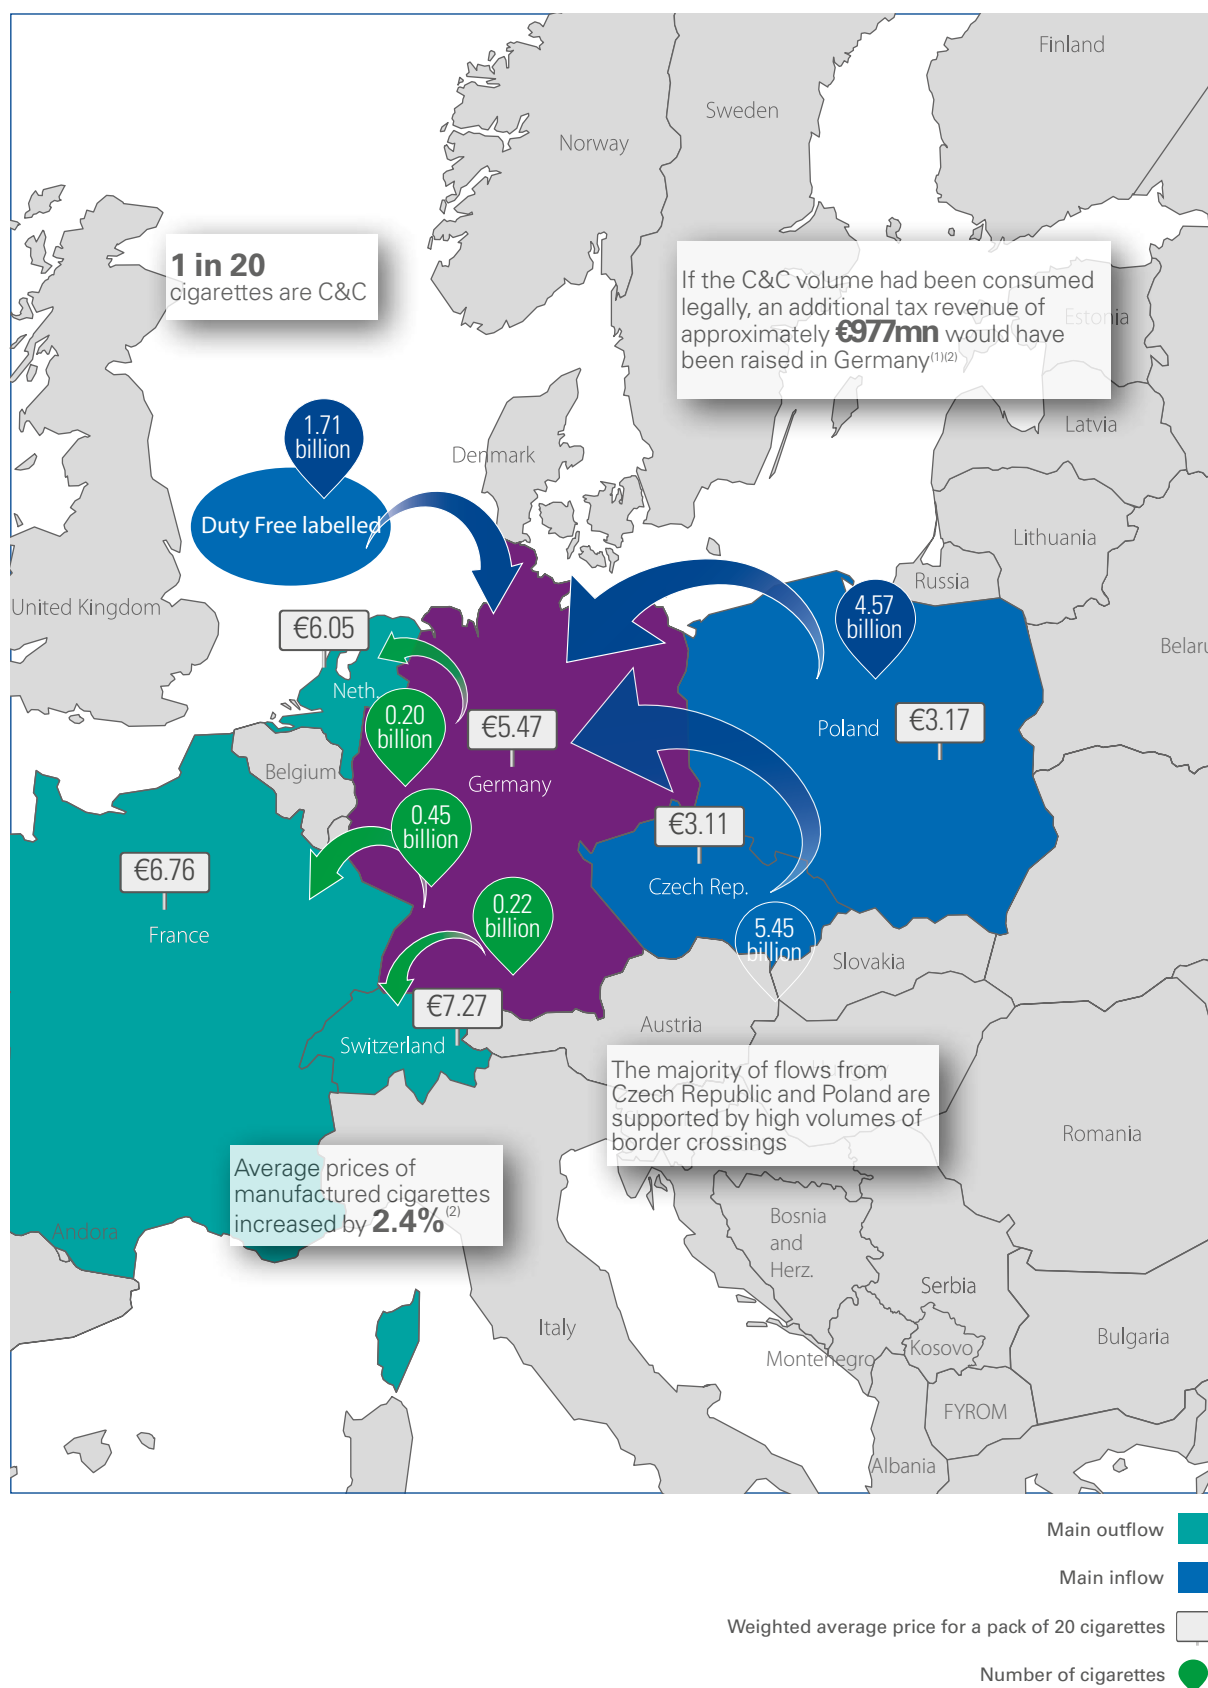 Finland
Sweden
Norway
1 in 20
cigarettes are C&C
If the C&C volume had been consumed
legally, an additional tax revenue of
approximately €977mn would have
been raised in Germany(1)(2)
Estonia
Latvia
1.71
billion
Denmark
Duty Free labelled
Lithuania
Russia
United Kingdom
€6.05
4.57
billion
Belaru
Neth.
0.20
billion
€5.47
Germany
Poland
€3.17
Belgium
0.45
billion
€3.11
€6.76
Czech Rep.
France
0.22
billion
5.45
billion
Slovakia
€7.27
Austria
Switzerland
The majority of flows from
Czech Republic and Poland are
supported by high volumes of
border crossings
Romania
Average prices of
manufactured cigarettes
increased by 2.4%(2)
Andora
Bosnia
and
Herz.
Serbia
Italy
Bulgaria
Kosovo
Montenegro
FYROM
Albania
Main outflow
Main inflow
Weighted average price for a pack of 20 cigarettes
Number of cigarettes